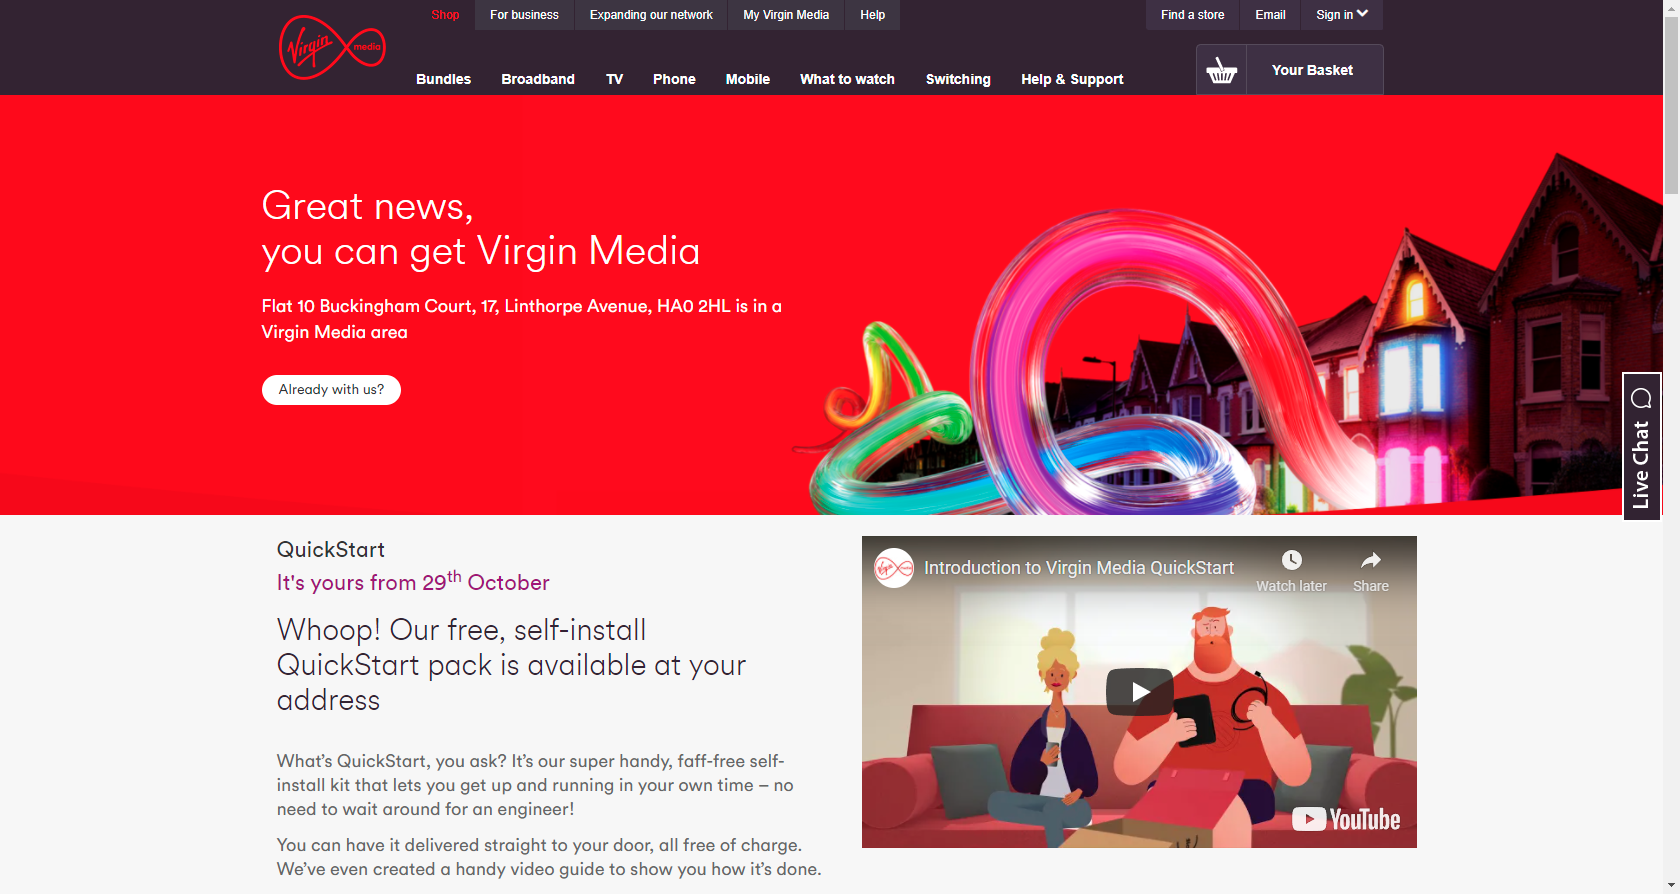 Shop
For business
Expanding our network
My Virgin Media
Help
Find a store
Email
Sign in
Virgin media
Bundles
Broadband
TV
Phone
Mobile
What to watch
Switching
Help & Support
Your Basket
Great news,
you can get Virgin Media
Flat 10 Buckingham Court, 17, Linthorpe Avenue, HA0 2HL is in a
Virgin Media area
Already with us?
Live Chat
QuickStart
It's yours from 29th October
Whoop! Our free, self-install
QuickStart pack is available at your
address
What’s QuickStart, you ask? It’s our super handy, faff-free self-
install kit that lets you get up and running in your own time – no
need to wait around for an engineer!
You can have it delivered straight to your door, all free of charge.
We’ve even created a handy video guide to show you how it’s done.
Virgin media
Introduction to Virgin Media QuickStart
Watch later
Share
YouTube